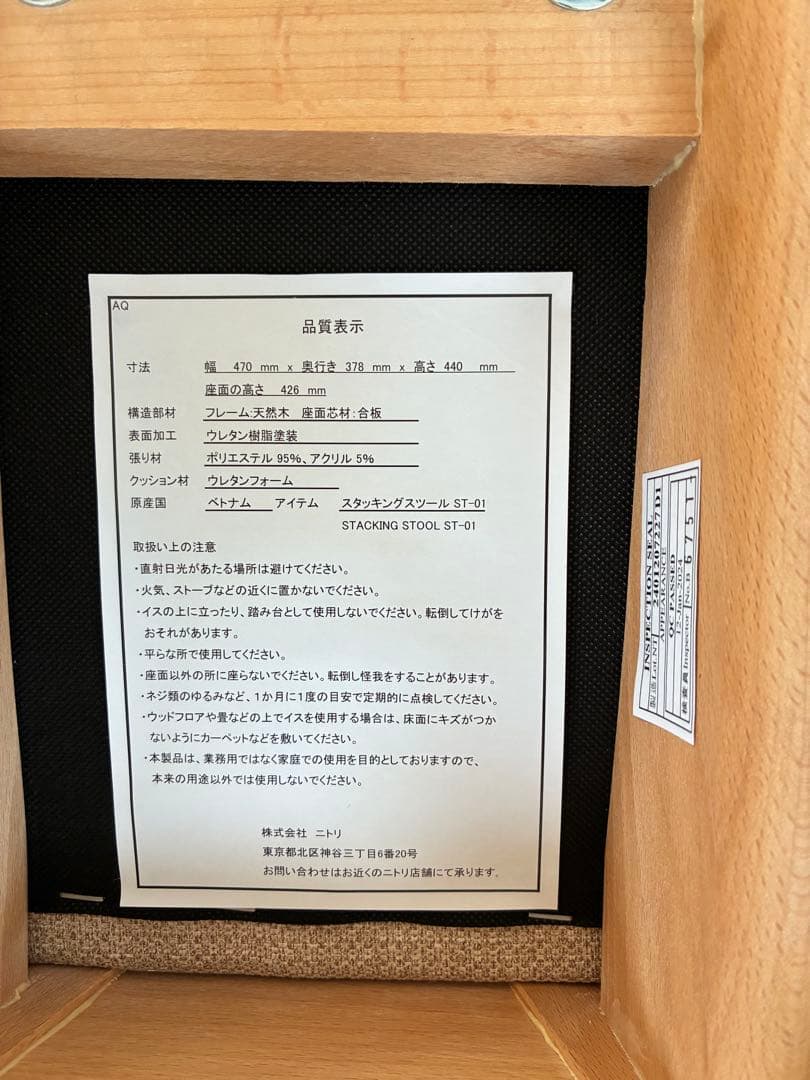 AQ
品質表示
寸法 幅 470 mm x 奥行き 378 mm x 高さ 440 mm
座面の高さ 426 mm
構造部材 フレーム:天然木 座面芯材:合板
表面加工 ウレタン樹脂塗装
張り材 ポリエステル 95%、アクリル 5%
クッション材 ウレタンフォーム
原産国 ベトナム アイテム スタッキングスツール ST-01
STACKING STOOL ST-01
取扱い上の注意
・直射日光があたる場所は避けてください。
・火気、ストーブなどの近くに置かないでください。
・イスの上に立ったり、踏み台として使用しないでください。転倒してけがを
おそれがあります。
・平らな所で使用してください。
・座面以外の所に座らないでください。転倒し怪我をすることがあります。
・ネジ類のゆるみなど、1か月に1度の目安で定期的に点検してください。
・ウッドフロアや畳などの上でイスを使用する場合は、床面にキズがつか
ないようにカーペットなどを敷いてください。
・本製品は、業務用ではなく家庭での使用を目的としておりますので、
本来の用途以外では使用しないでください。
株式会社 ニトリ
東京都北区神谷三丁目6番20号
お問い合わせはお近くのニトリ店舗にて承ります。
INSPECTION SEAL
製造 Lot.N1 2401207227D1
APPEARANCE
QC PASSED
12-Jan-2024
検査員 Inspector No.B 6751